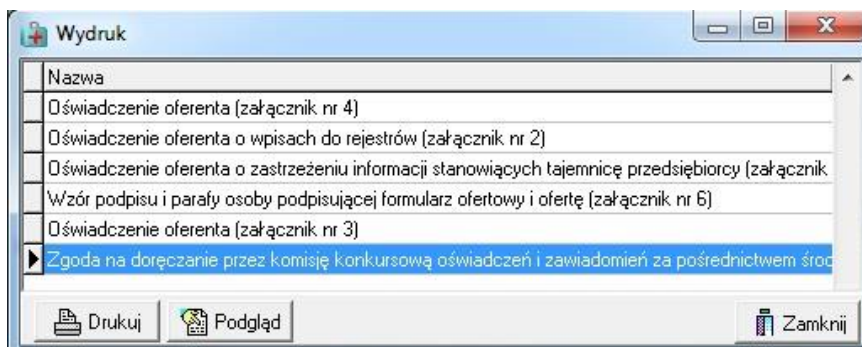 Wydruk
Nazwa
Oświadczenie oferenta (załącznik nr 4)
Oświadczenie oferenta o wpisach do rejestrów (załącznik nr 2)
Oświadczenie oferenta o zastrzeżeniu informacji stanowiących tajemnicę przedsiębiorcy (załącznik
Wzór podpisu i parafy osoby podpisującej formularz ofertowy i ofertę (załącznik nr 6)
Oświadczenie oferenta (załącznik nr 3)
Zgoda na doręczanie przez komisję konkursową oświadczeń i zawiadomień za pośrednictwem środ
Drukuj Podgląd Zamknij